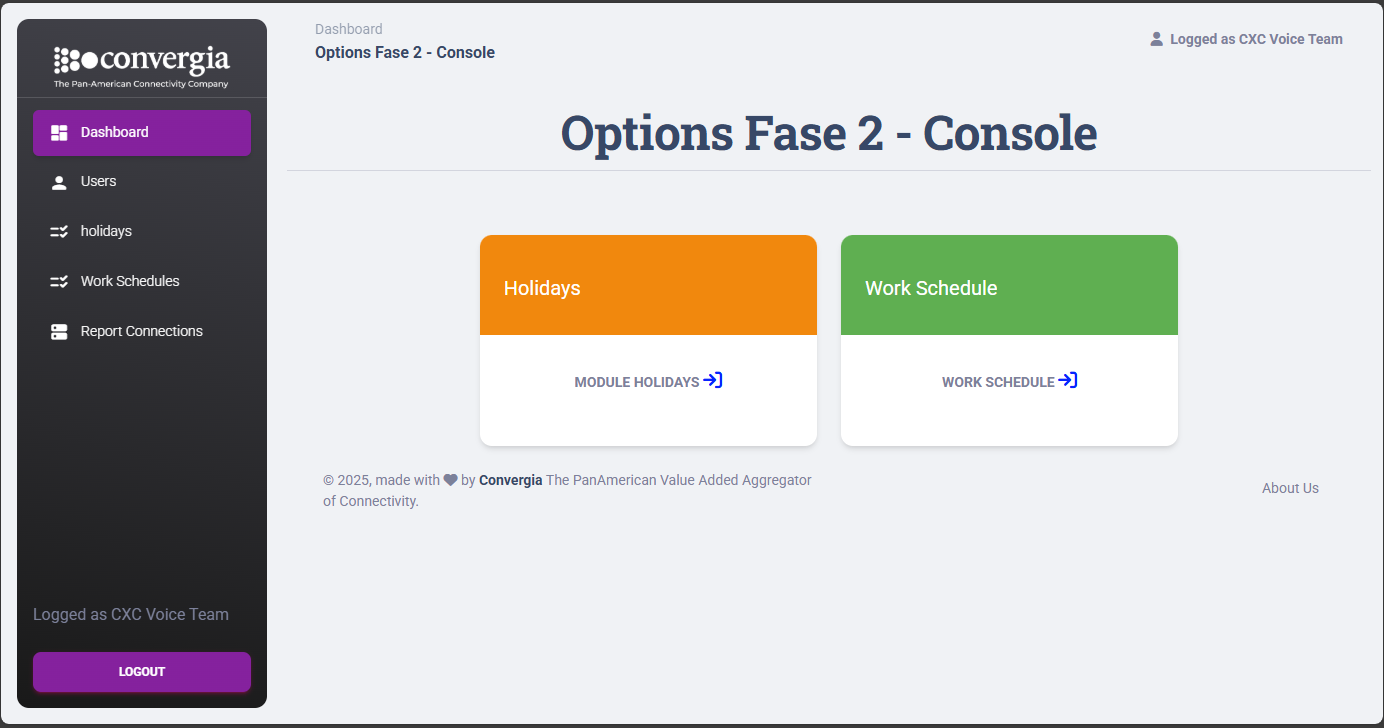 convergia
The Pan-American Connectivity Company
Dashboard
Users
holidays
Work Schedules
Report Connections
Logged as CXC Voice Team
LOGOUT
Dashboard
Options Fase 2 - Console
Logged as CXC Voice Team
Options Fase 2 - Console
Holidays
MODULE HOLIDAYS
Work Schedule
WORK SCHEDULE
© 2025, made with by Convergia The PanAmerican Value Added Aggregator
of Connectivity.
About Us